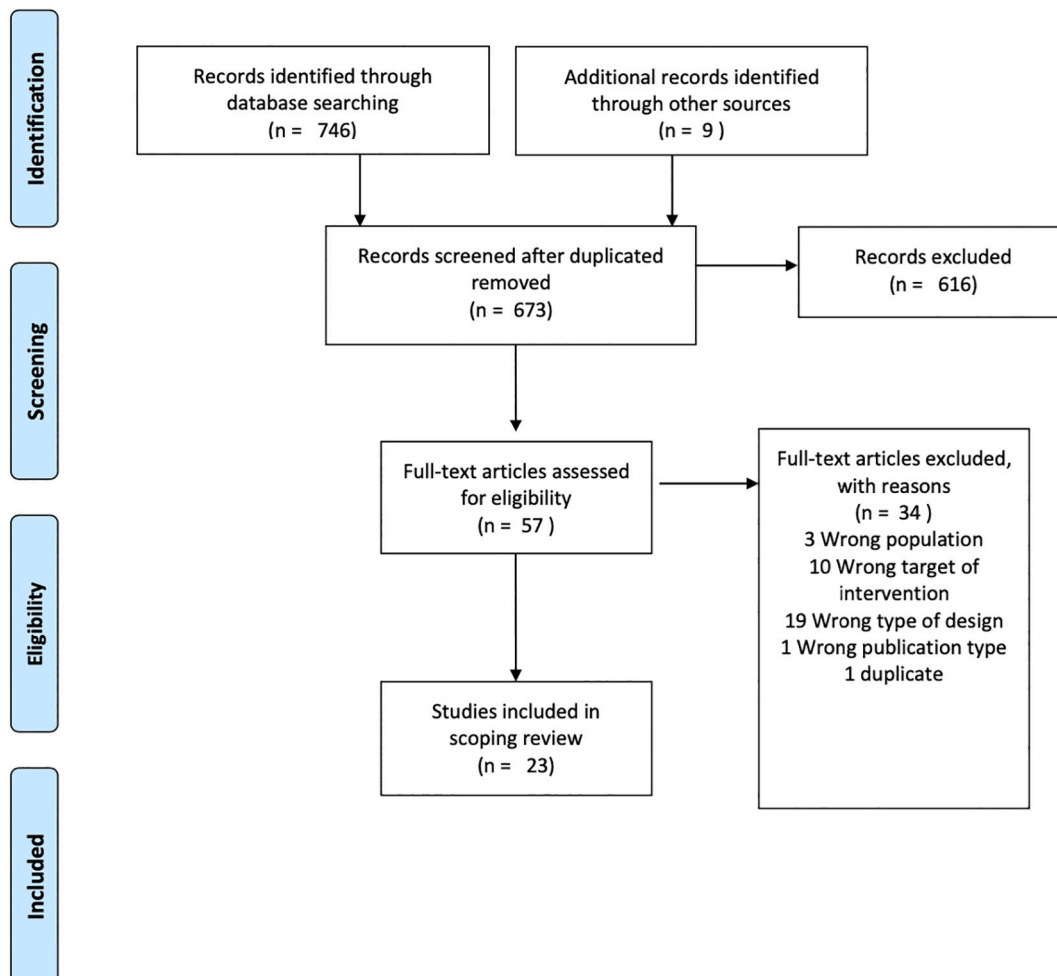 Identification
Records identified through
database searching
(n =   746)
Additional records identified
through other sources
(n =  9 )
Screening
Records screened after duplicated
removed
(n =  673)
Records excluded
(n =   616)
Eligibility
Full-text articles assessed
for eligibility
(n =  57 )
Full-text articles excluded,
with reasons
(n =  34 )
3 Wrong population
10 Wrong target of
intervention
19 Wrong type of design
1 Wrong publication type
1 duplicate
Included
Studies included in
scoping review
(n =   23)